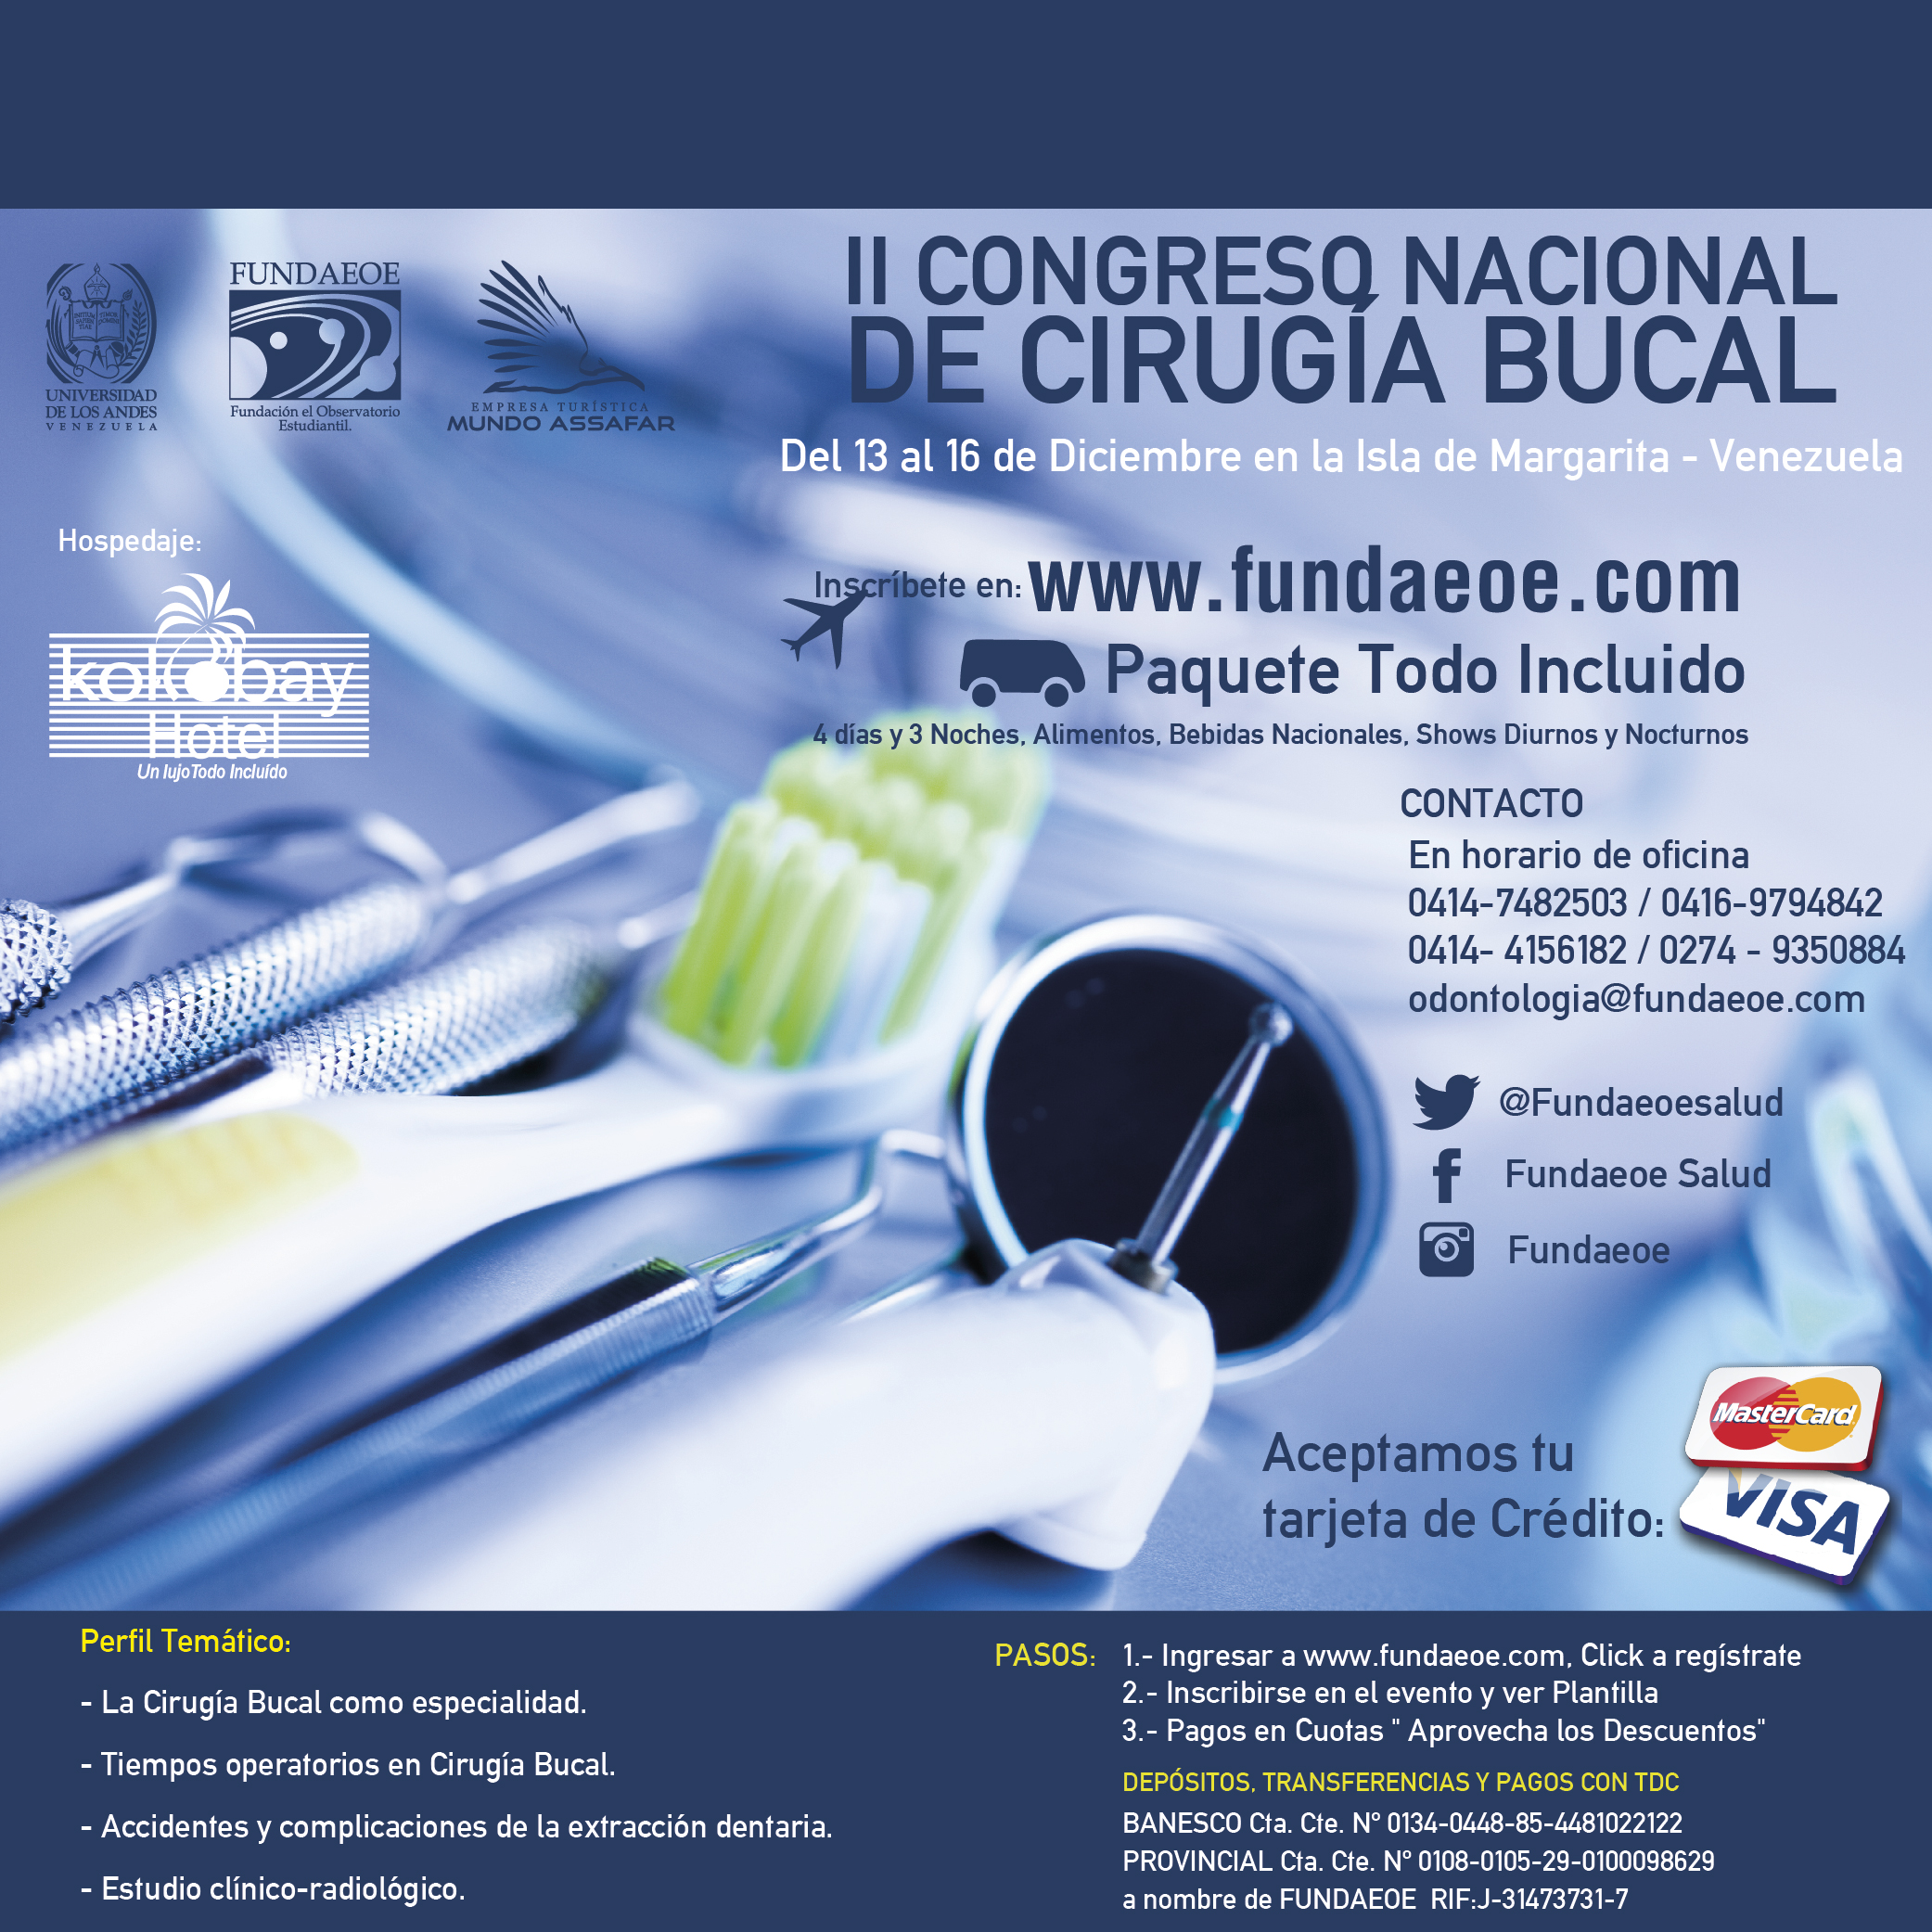 UNIVERSIDAD
DE LOS ANDES
VENEZUELA
FUNDAEOE
Fundación el Observatorio
Estudiantil.
EMPRESA TURÍSTICA
MUNDO ASSAFAR
II CONGRESO NACIONAL
DE CIRUGÍA BUCAL
Del 13 al 16 de Diciembre en la Isla de Margarita - Venezuela
Hospedaje:
kolobay
Hotel
Un lujo Todo Incluído
Inscríbete en: www.fundaeoe.com
Paquete Todo Incluido
4 días y 3 Noches, Alimentos, Bebidas Nacionales, Shows Diurnos y Nocturnos
CONTACTO
En horario de oficina
0414-7482503 / 0416-9794842
0414- 4156182 / 0274 - 9350884
odontologia@fundaeoe.com
@Fundaeoesalud
Fundaeoe Salud
Fundaeoe
Aceptamos tu
tarjeta de Crédito:
MasterCard
VISA
Perfil Temático:
- La Cirugía Bucal como especialidad.
- Tiempos operatorios en Cirugía Bucal.
- Accidentes y complicaciones de la extracción dentaria.
- Estudio clínico-radiológico.
PASOS: 1.- Ingresar a www.fundaeoe.com, Click a regístrate
2.- Inscribirse en el evento y ver Plantilla
3.- Pagos en Cuotas " Aprovecha los Descuentos"
DEPÓSITOS, TRANSFERENCIAS Y PAGOS CON TDC
BANESCO Cta. Cte. N° 0134-0448-85-4481022122
PROVINCIAL Cta. Cte. N° 0108-0105-29-0100098629
a nombre de FUNDAEOE RIF:J-31473731-7